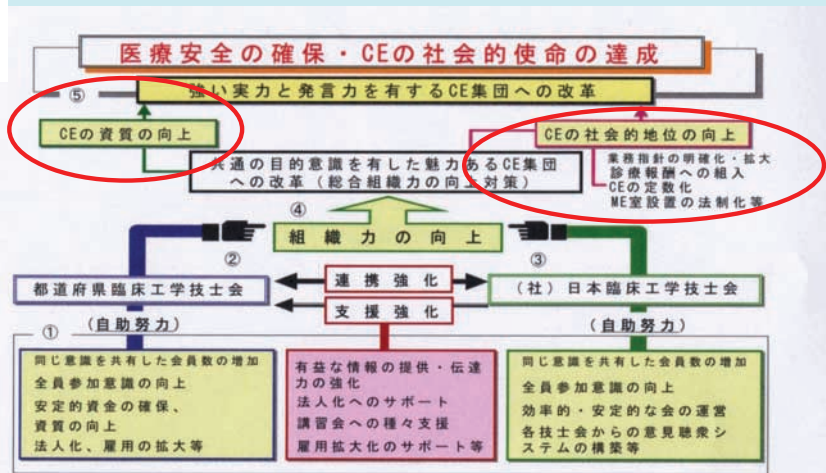 医療安全の確保・CEの社会的使命の達成
⑤
強い実力と発言力を有するCE集団への改革
CEの資質の向上
CEの社会的地位の向上
業務指針の明確化・拡大
診療報酬への組入
CEの定数化
ME室設置の法制化等
共通の目的意識を有した魅力あるCE集団
への改革（総合組織力の向上対策）
④
組織力の向上
②
③
都道府県臨床工学技士会
連携強化
支援強化
（社）日本臨床工学技士会
①
（自助努力）
（自助努力）
同じ意識を共有した会員数の増加
全員参加意識の向上
安定的資金の確保、
資質の向上
法人化、雇用の拡大等
有益な情報の提供・伝達
力の強化
法人化へのサポート
講習会への種々支援
雇用拡大化のサポート等
同じ意識を共有した会員数の増加
全員参加意識の向上
効率的・安定的な会の運営
各技士会からの意見聴衆シ
ステムの構築等